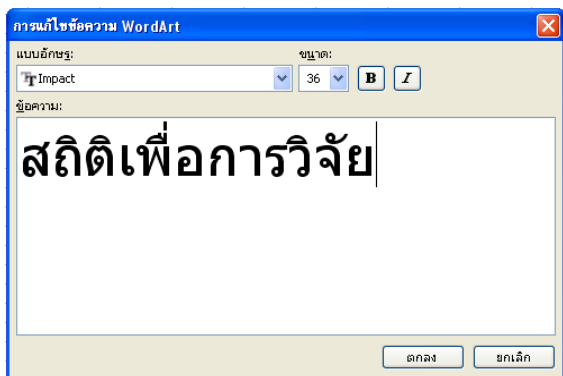 การแก้ไขข้อความ WordArt
แบบอักษร: ขนาด:
Impact 36 B I
ข้อความ:
สถิติเพื่อการวิจัย
ตกลง ยกเลิก